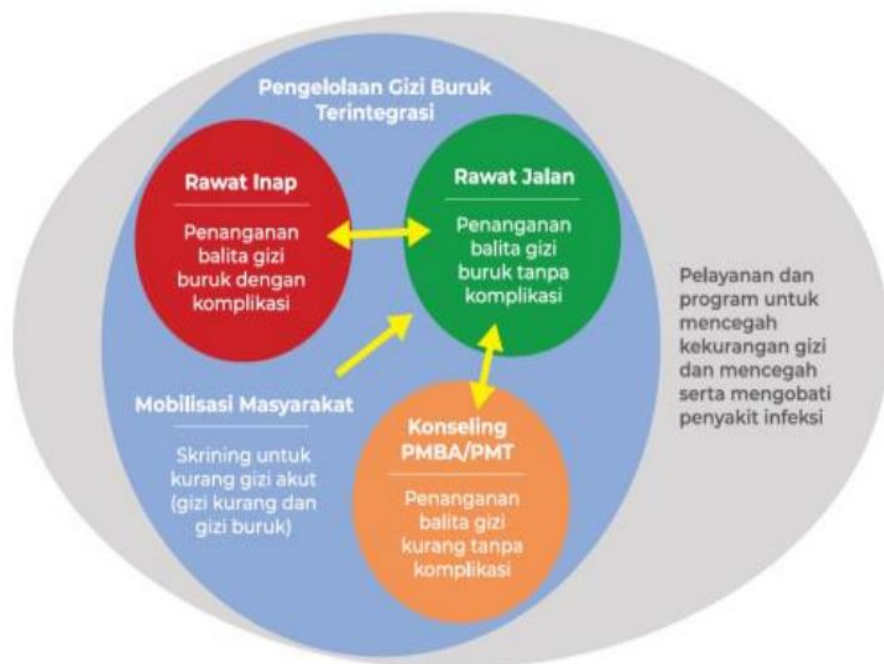 Pengelolaan Gizi Buruk
Terintegrasi
Rawat Inap
Penanganan
balita gizi
buruk dengan
komplikasi
Rawat Jalan
Penanganan
balita gizi
buruk tanpa
komplikasi
Mobilisasi Masyarakat
Skrining untuk
kurang gizi akut
(gizi kurang dan
gizi buruk)
Konseling
PMBA/PMT
Penanganan
balita gizi
kurang tanpa
komplikasi
Pelayanan dan
program untuk
mencegah
kekurangan gizi
dan mencegah
serta mengobati
penyakit infeksi